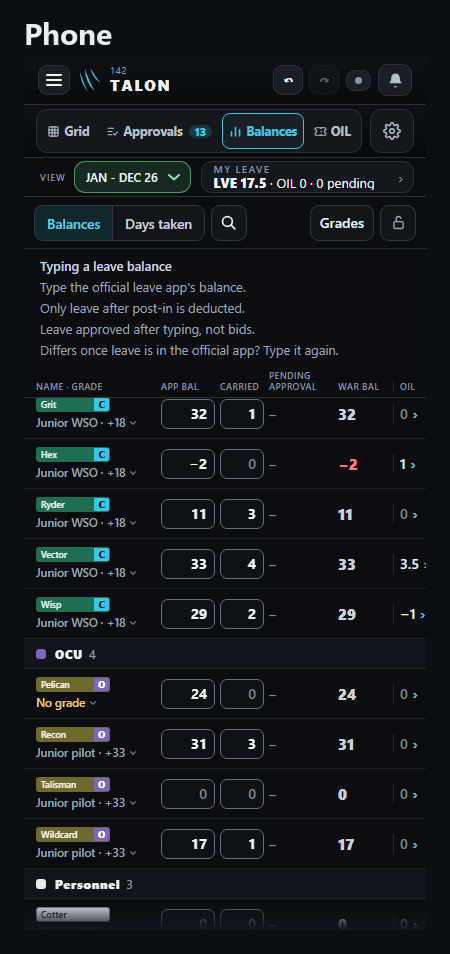 Phone
142
TALON
Grid Approvals 13 Balances OIL
VIEW JAN - DEC 26 MY LEAVE
LVE 17.5 · OIL 0 · 0 pending ›
Balances Days taken Grades
Typing a leave balance
Type the official leave app's balance.
Only leave after post-in is deducted.
Leave approved after typing, not bids.
Differs once leave is in the official app? Type it again.
NAME · GRADE APP BAL CARRIED PENDING APPROVAL WAR BAL OIL
Grit C
Junior WSO · +18 32 1 – 32 0 ›
Hex C
Junior WSO · +18 −2 0 – −2 1 ›
Ryder C
Junior WSO · +18 11 3 – 11 0 ›
Vector C
Junior WSO · +18 33 4 – 33 3.5 ›
Wisp C
Junior WSO · +18 29 2 – 29 −1 ›
OCU 4
Pelican O
No grade 24 0 – 24 0 ›
Recon O
Junior pilot · +33 31 3 – 31 0 ›
Talisman O
Junior pilot · +33 0 0 – 0 0 ›
Wildcard O
Junior pilot · +33 17 1 – 17 0 ›
Personnel 3
Cotter
0 0 – 0 0 ›